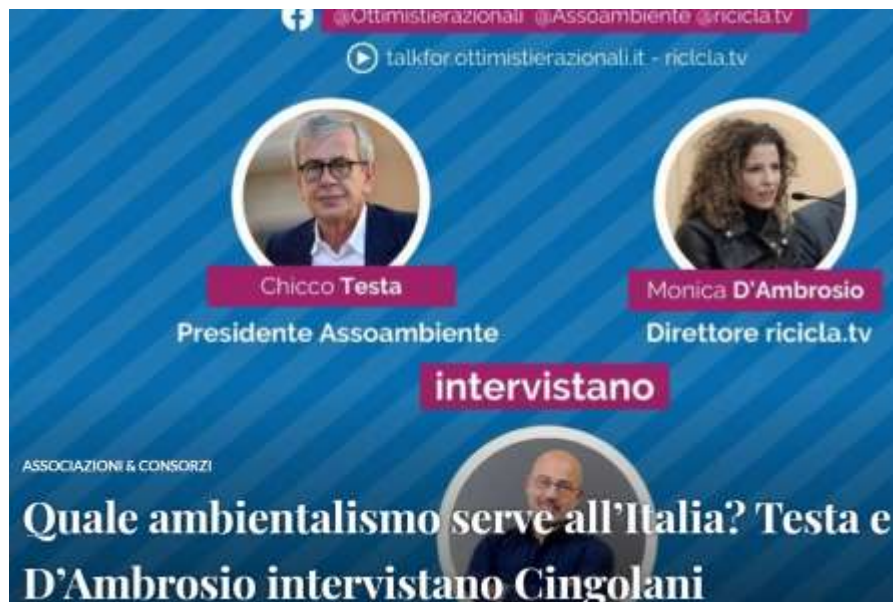 @Ottimistierazionali @Assoambiente @ricicla.tv
talkfor.ottimistierazionali.it - ricicla.tv
Chicco Testa
Monica D'Ambrosio
Presidente Assoambiente
Direttore ricicla.tv
intervistano
ASSOCIAZIONI & CONSORZI
Quale ambientalismo serve all’Italia? Testa e
D’Ambrosio intervistano Cingolani